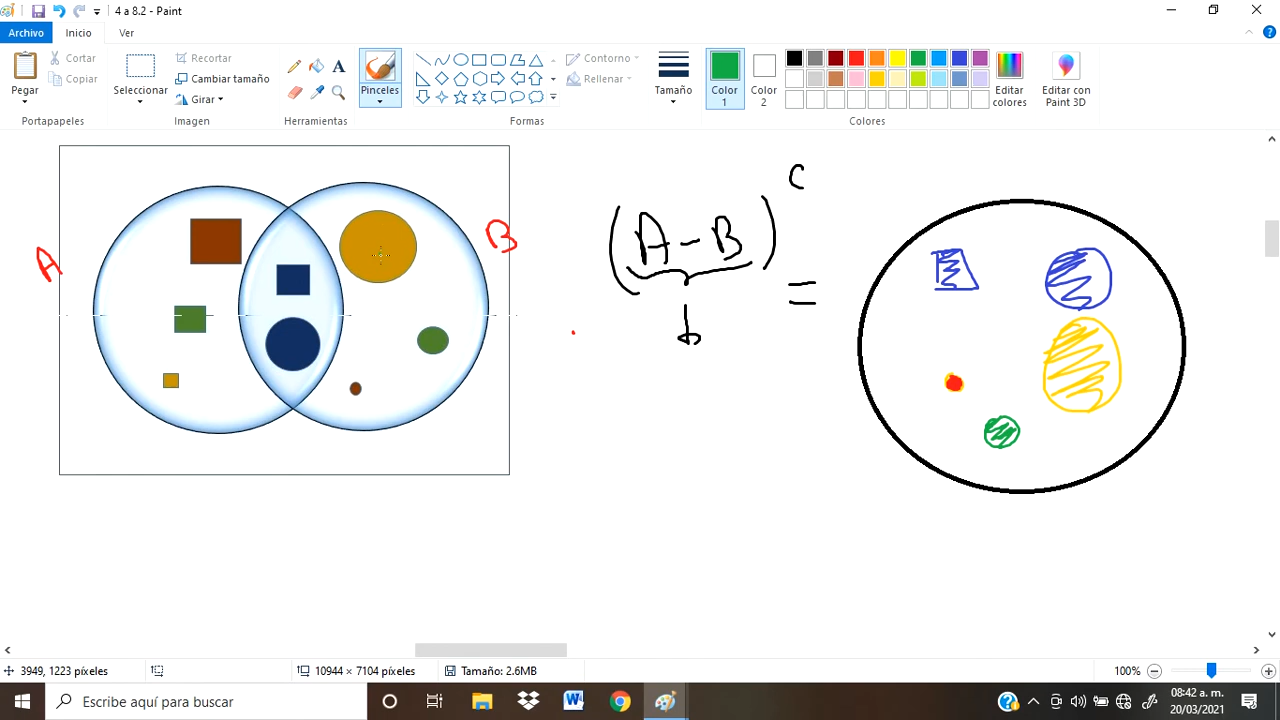 4 a 8.2 - Paint
Archivo Inicio Ver
Pegar
Cortar
Copiar
Portapapeles
Seleccionar
Recortar
Cambiar tamaño
Girar
Imagen
A
Herramientas
Pinceles
Formas
Contorno
Rellenar
Tamaño
Color 1
Color 2
Editar colores
Editar con Paint 3D
Colores
A
B
(A - B)
c
=
3949, 1223 píxeles
10944 × 7104 píxeles
Tamaño: 2.6MB
100%
Escribe aquí para buscar
08:42 a. m.
20/03/2021